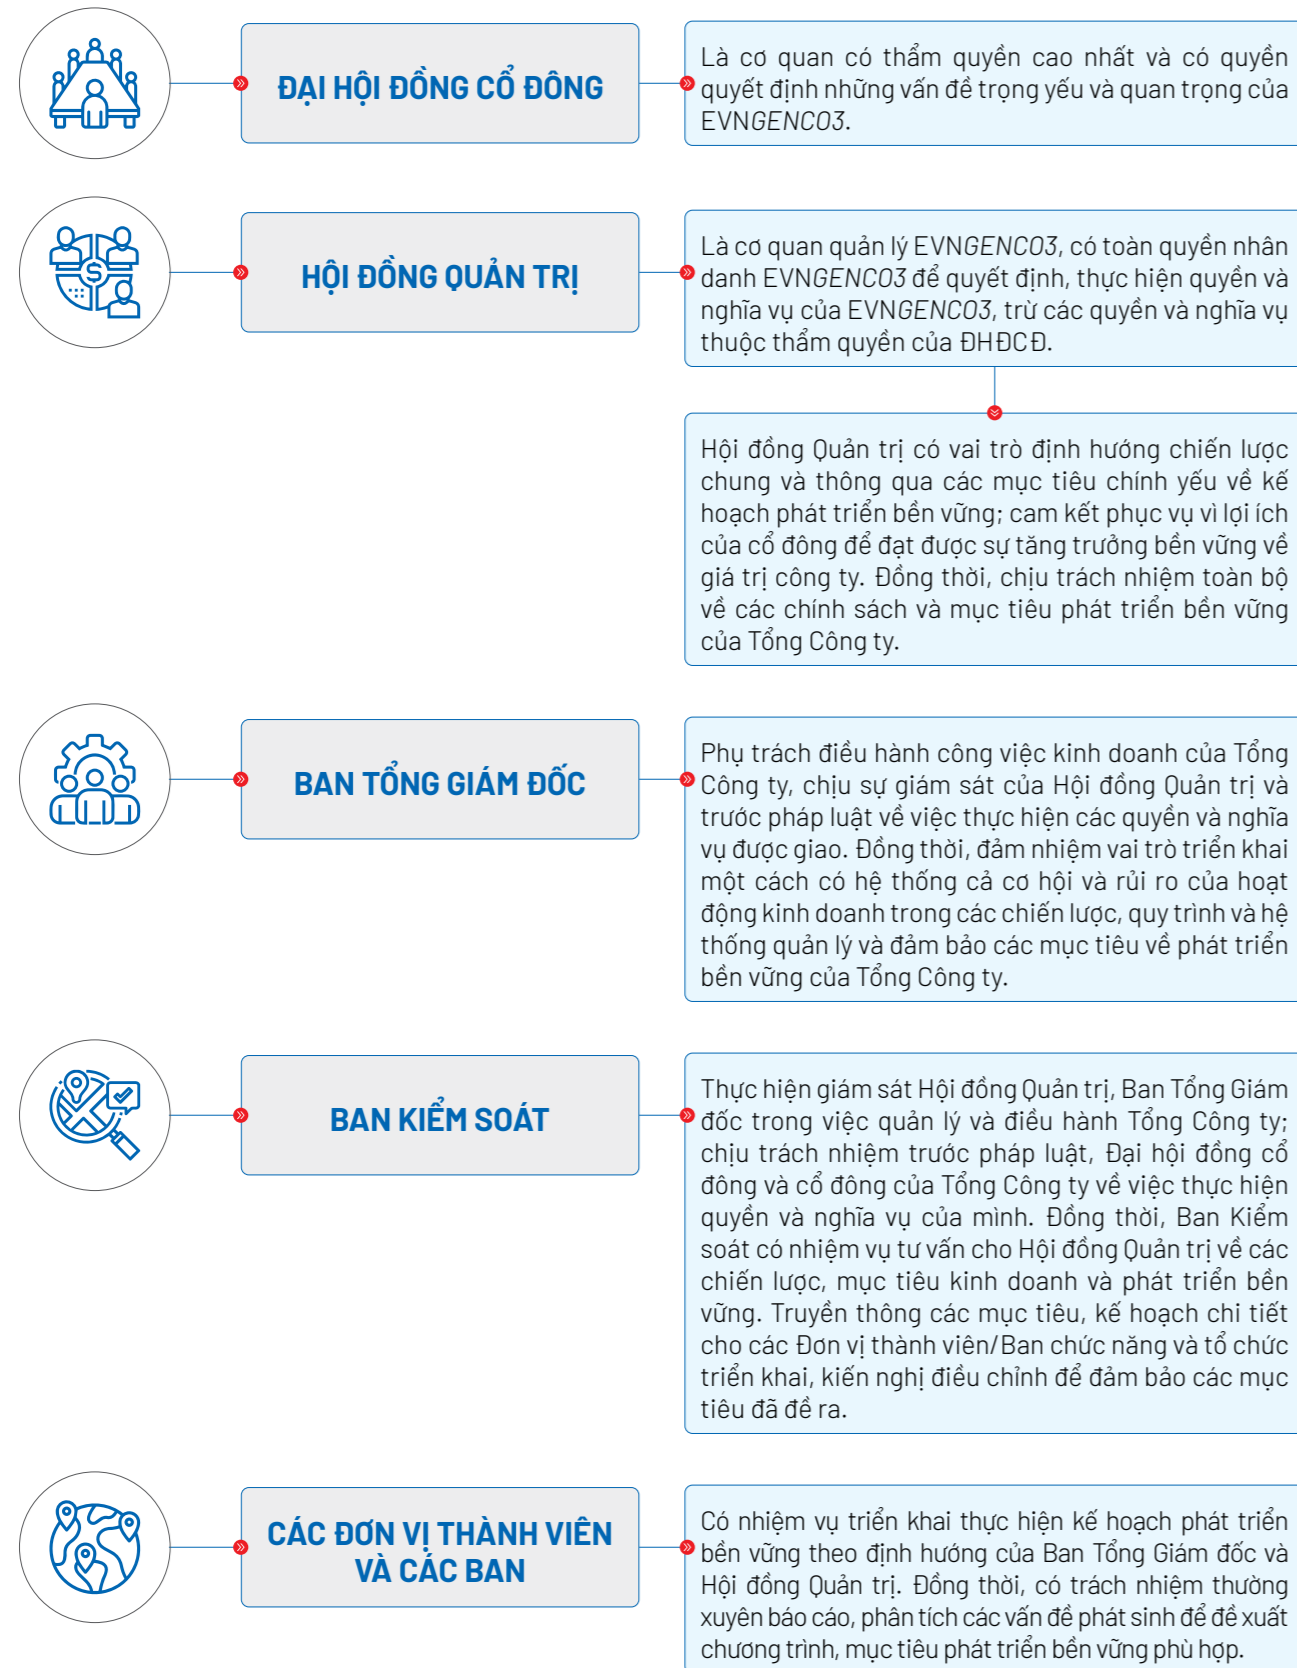 ĐẠI HỘI ĐỒNG CỔ ĐÔNG
Là cơ quan có thẩm quyền cao nhất và có quyền
quyết định những vấn đề trọng yếu và quan trọng của
EVNGENCO3.
HỘI ĐỒNG QUẢN TRỊ
Là cơ quan quản lý EVNGENCO3, có toàn quyền nhân
danh EVNGENCO3 để quyết định, thực hiện quyền và
nghĩa vụ của EVNGENCO3, trừ các quyền và nghĩa vụ
thuộc thẩm quyền của ĐHĐCĐ.
Hội đồng Quản trị có vai trò định hướng chiến lược
chung và thông qua các mục tiêu chính yếu về kế
hoạch phát triển bền vững; cam kết phục vụ vì lợi ích
của cổ đông để đạt được sự tăng trưởng bền vững về
giá trị công ty. Đồng thời, chịu trách nhiệm toàn bộ
về các chính sách và mục tiêu phát triển bền vững
của Tổng Công ty.
BAN TỔNG GIÁM ĐỐC
Phụ trách điều hành công việc kinh doanh của Tổng
Công ty, chịu sự giám sát của Hội đồng Quản trị và
trước pháp luật về việc thực hiện các quyền và nghĩa
vụ được giao. Đồng thời, đảm nhiệm vai trò triển khai
một cách có hệ thống cả cơ hội và rủi ro của hoạt
động kinh doanh trong các chiến lược, quy trình và hệ
thống quản lý và đảm bảo các mục tiêu về phát triển
bền vững của Tổng Công ty.
BAN KIỂM SOÁT
Thực hiện giám sát Hội đồng Quản trị, Ban Tổng Giám
đốc trong việc quản lý và điều hành Tổng Công ty;
chịu trách nhiệm trước pháp luật, Đại hội đồng cổ
đông và cổ đông của Tổng Công ty về việc thực hiện
quyền và nghĩa vụ của mình. Đồng thời, Ban Kiểm
soát có nhiệm vụ tư vấn cho Hội đồng Quản trị về các
chiến lược, mục tiêu kinh doanh và phát triển bền
vững. Truyền thông các mục tiêu, kế hoạch chi tiết
cho các Đơn vị thành viên/Ban chức năng và tổ chức
triển khai, kiến nghị điều chỉnh để đảm bảo các mục
tiêu đã đề ra.
CÁC ĐƠN VỊ THÀNH VIÊN
VÀ CÁC BAN
Có nhiệm vụ triển khai thực hiện kế hoạch phát triển
bền vững theo định hướng của Ban Tổng Giám đốc và
Hội đồng Quản trị. Đồng thời, có trách nhiệm thường
xuyên báo cáo, phân tích các vấn đề phát sinh để đề xuất
chương trình, mục tiêu phát triển bền vững phù hợp.